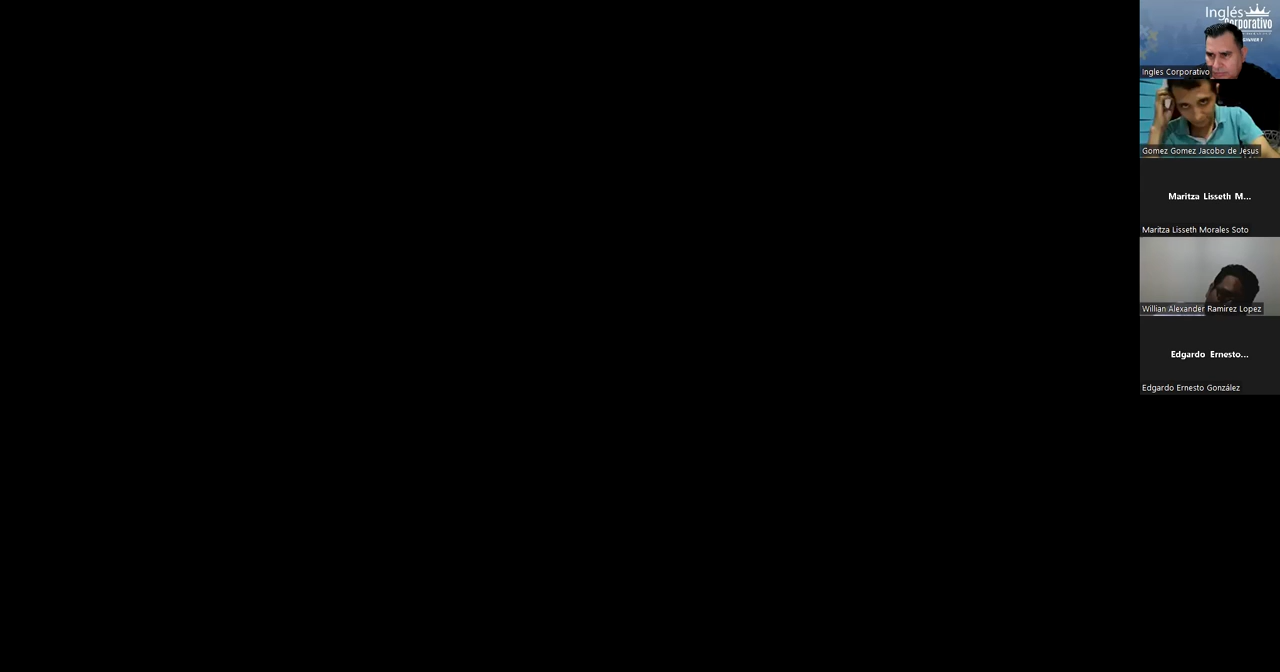 Inglés
Corporativo
Ingles Corporativo
Gomez Gomez Jacobo de Jesus
Maritza Lisseth M...
Maritza Lisseth Morales Soto
Willian Alexander Ramirez Lopez
Edgardo Ernesto...
Edgardo Ernesto González